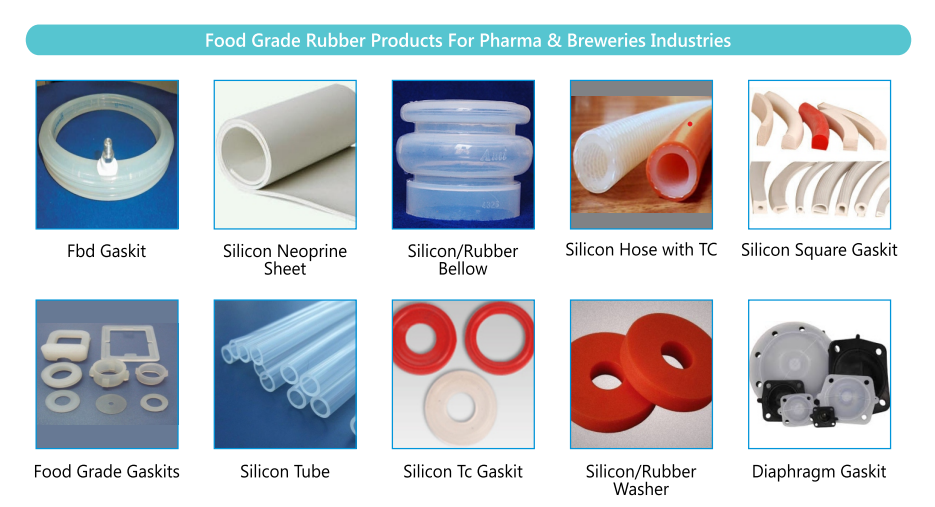 Food Grade Rubber Products For Pharma & Breweries Industries
Fbd Gaskit
Silicon Neoprine
Sheet
Silicon/Rubber
Bellow
Silicon Hose with TC
Silicon Square Gaskit
Food Grade Gaskits
Silicon Tube
Silicon Tc Gaskit
Silicon/Rubber
Washer
Diaphragm Gaskit